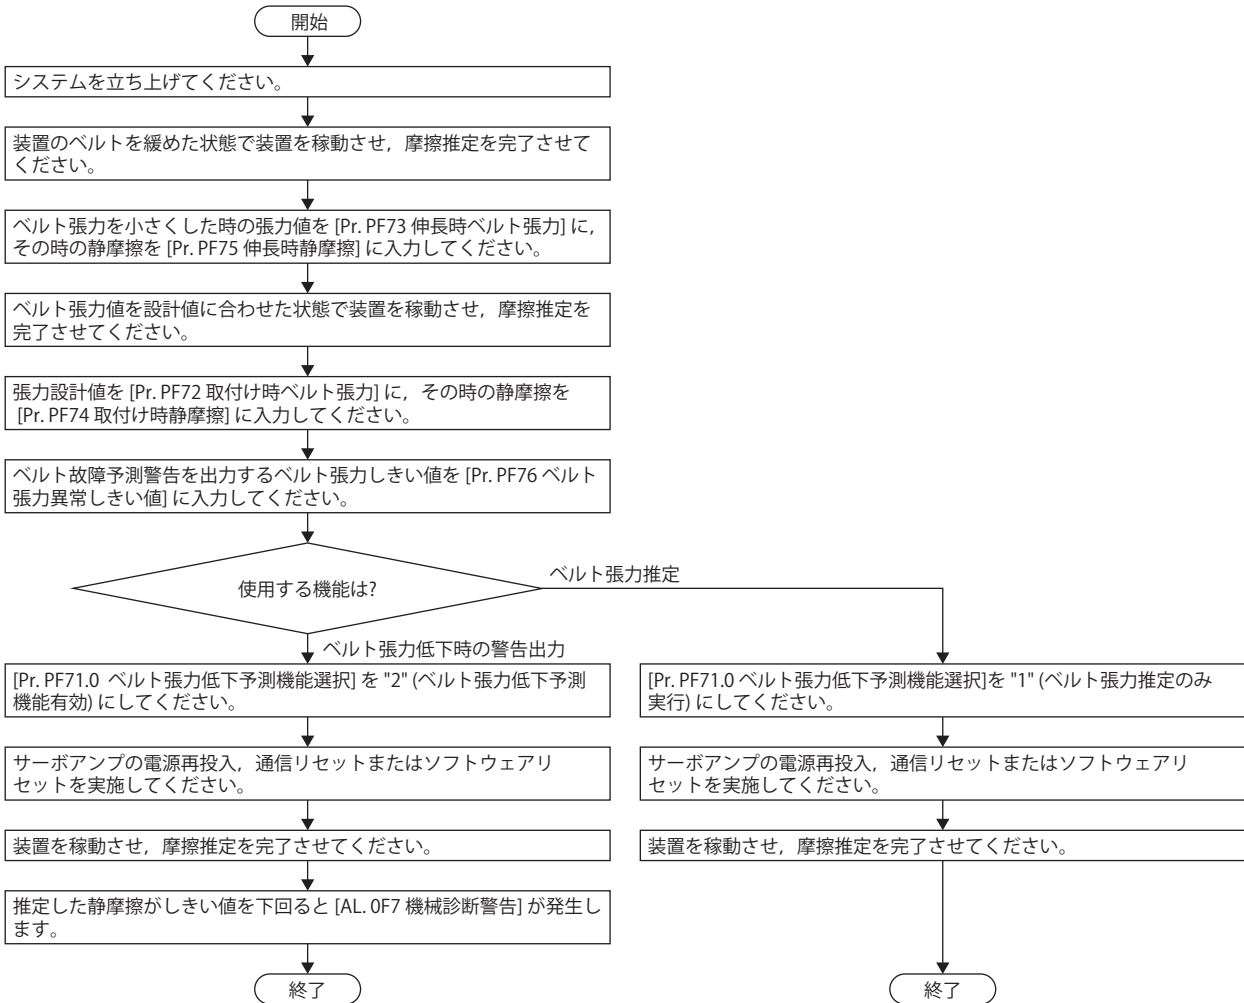 開始
システムを立ち上げてください。
装置のベルトを緩めた状態で装置を稼動させ，摩擦推定を完了させて
ください。
ベルト張力を小さくした時の張力値を [Pr. PF73 伸長時ベルト張力] に，
その時の静摩擦を [Pr. PF75 伸長時静摩擦] に入力してください。
ベルト張力値を設計値に合わせた状態で装置を稼動させ，摩擦推定を
完了させてください。
張力設計値を [Pr. PF72 取付け時ベルト張力] に，その時の静摩擦を
[Pr. PF74 取付け時静摩擦] に入力してください。
ベルト故障予測警告を出力するベルト張力しきい値を [Pr. PF76 ベルト
張力異常しきい値] に入力してください。
使用する機能は?
ベルト張力推定
ベルト張力低下時の警告出力
[Pr. PF71.0 ベルト張力低下予測機能選択] を "2" (ベルト張力低下予測
機能有効) にしてください。
サーボアンプの電源再投入，通信リセットまたはソフトウェアリ
セットを実施してください。
装置を稼動させ，摩擦推定を完了させてください。
推定した静摩擦がしきい値を下回ると [AL. 0F7 機械診断警告] が発生し
ます。
終了
[Pr. PF71.0 ベルト張力低下予測機能選択]を "1" (ベルト張力推定のみ
実行) にしてください。
サーボアンプの電源再投入，通信リセットまたはソフトウェアリ
セットを実施してください。
装置を稼動させ，摩擦推定を完了させてください。
終了